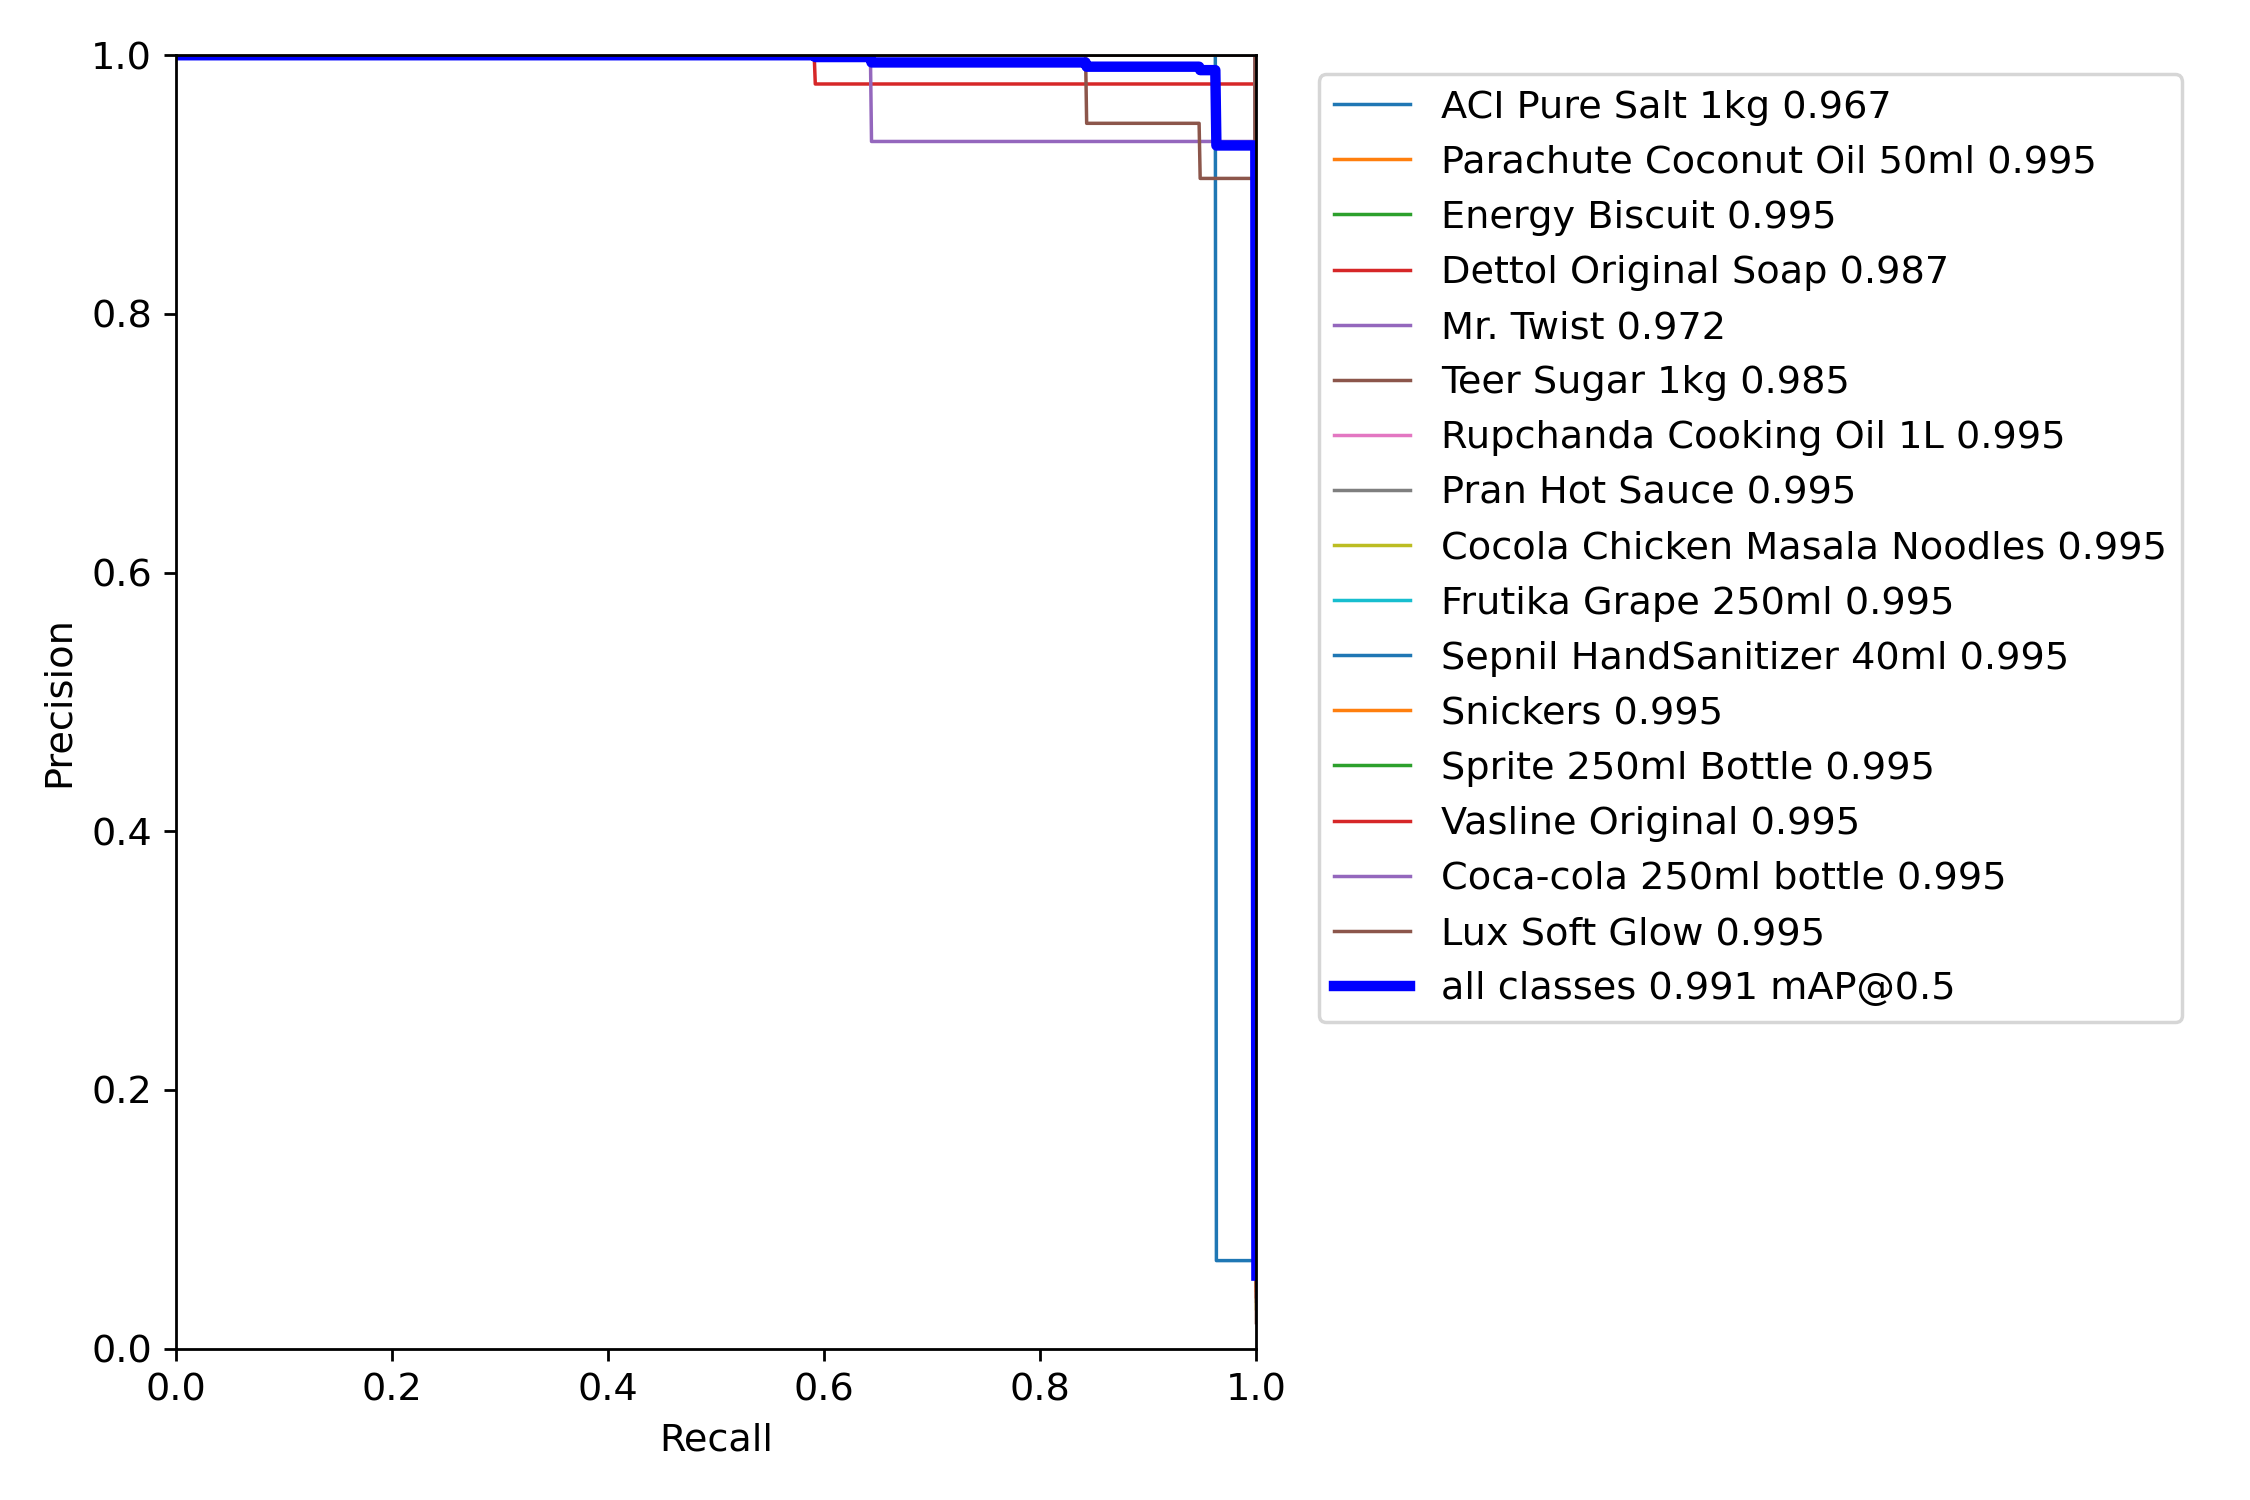 1.0
0.8
0.6
0.4
0.2
0.0
Precision
0.0 0.2 0.4 0.6 0.8 1.0
Recall
ACI Pure Salt 1kg 0.967
Parachute Coconut Oil 50ml 0.995
Energy Biscuit 0.995
Dettol Original Soap 0.987
Mr. Twist 0.972
Teer Sugar 1kg 0.985
Rupchanda Cooking Oil 1L 0.995
Pran Hot Sauce 0.995
Cocola Chicken Masala Noodles 0.995
Frutika Grape 250ml 0.995
Sepnil HandSanitizer 40ml 0.995
Snickers 0.995
Sprite 250ml Bottle 0.995
Vasline Original 0.995
Coca-cola 250ml bottle 0.995
Lux Soft Glow 0.995
all classes 0.991 mAP@0.5